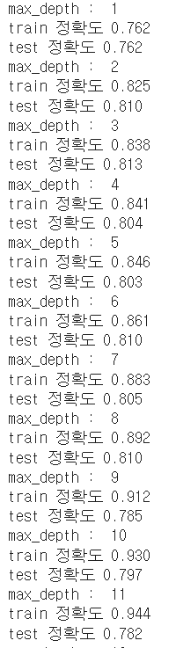 max_depth :  1
train 정확도 0.762
test 정확도 0.762
max_depth :  2
train 정확도 0.825
test 정확도 0.810
max_depth :  3
train 정확도 0.838
test 정확도 0.813
max_depth :  4
train 정확도 0.841
test 정확도 0.804
max_depth :  5
train 정확도 0.846
test 정확도 0.803
max_depth :  6
train 정확도 0.861
test 정확도 0.810
max_depth :  7
train 정확도 0.883
test 정확도 0.805
max_depth :  8
train 정확도 0.892
test 정확도 0.810
max_depth :  9
train 정확도 0.912
test 정확도 0.785
max_depth :  10
train 정확도 0.930
test 정확도 0.797
max_depth :  11
train 정확도 0.944
test 정확도 0.782